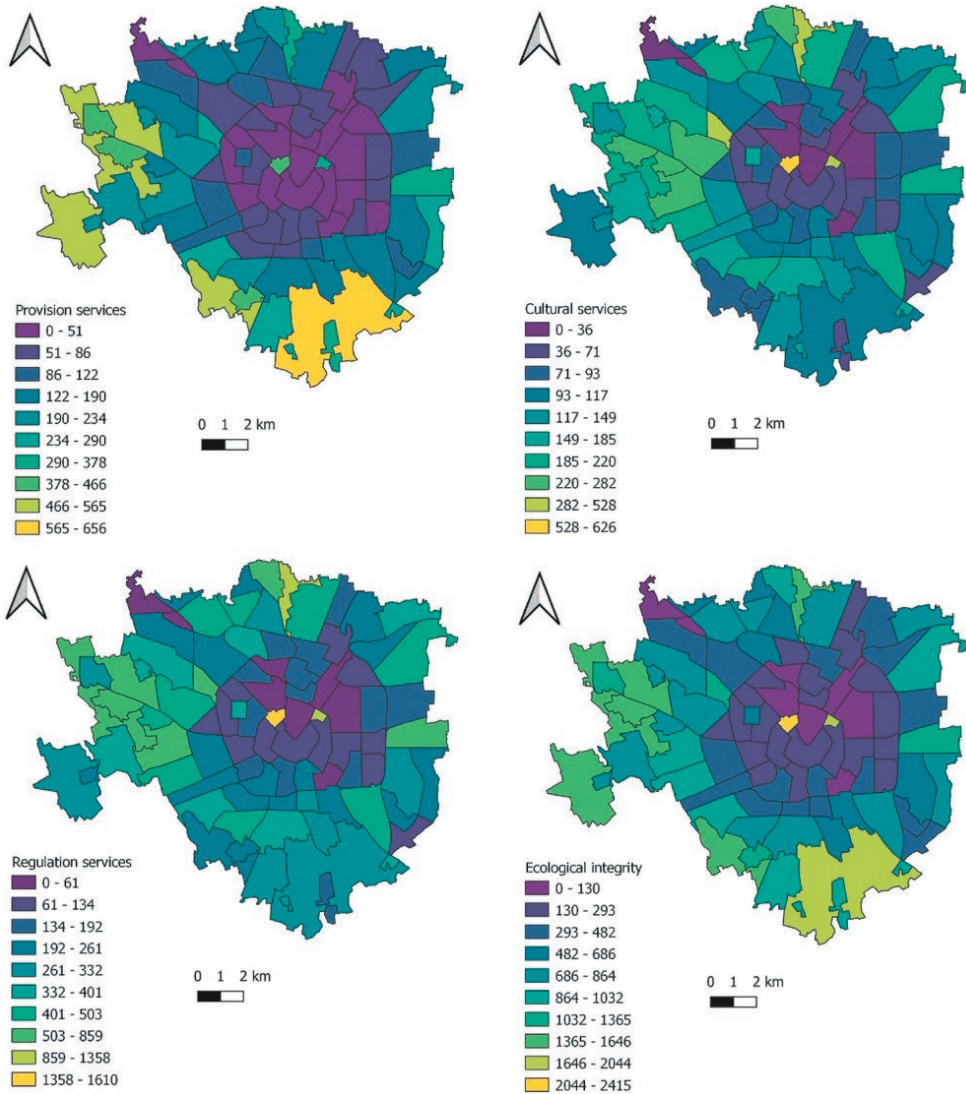 Provision services
0 - 51
51 - 86
86 - 122
122 - 190
190 - 234
234 - 290
290 - 378
378 - 466
466 - 565
565 - 656
0 1 2 km
Cultural services
0 - 36
36 - 71
71 - 93
93 - 117
117 - 149
149 - 185
185 - 220
220 - 282
282 - 528
528 - 626
0 1 2 km
Regulation services
0 - 61
61 - 134
134 - 192
192 - 261
261 - 332
332 - 401
401 - 503
503 - 859
859 - 1358
1358 - 1610
0 1 2 km
Ecological integrity
0 - 130
130 - 293
293 - 482
482 - 686
686 - 864
864 - 1032
1032 - 1365
1365 - 1646
1646 - 2044
2044 - 2415
0 1 2 km